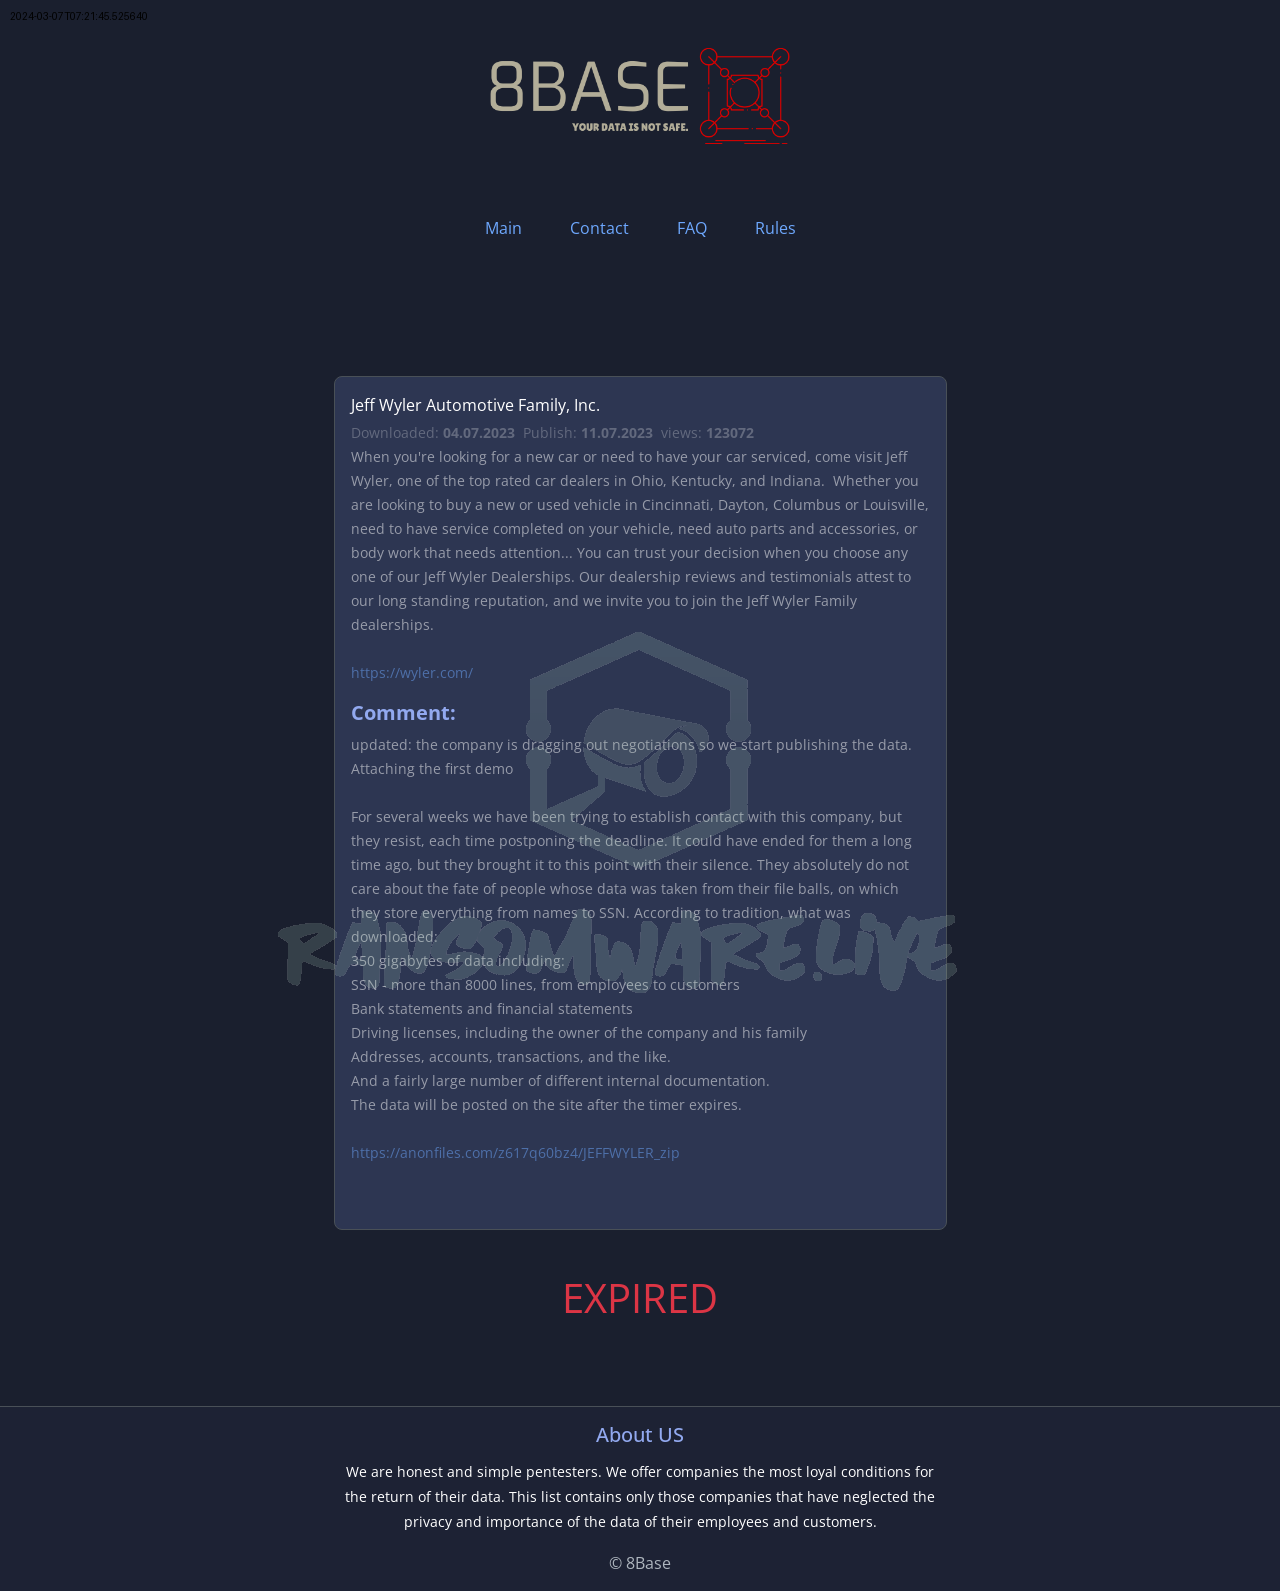 2024-03-07T07:21:45.525640
8BASE
YOUR DATA IS NOT SAFE.
Main Contact FAQ Rules
Jeff Wyler Automotive Family, Inc.
Downloaded: 04.07.2023 Publish: 11.07.2023 views: 123072
When you're looking for a new car or need to have your car serviced, come visit Jeff
Wyler, one of the top rated car dealers in Ohio, Kentucky, and Indiana. Whether you
are looking to buy a new or used vehicle in Cincinnati, Dayton, Columbus or Louisville,
need to have service completed on your vehicle, need auto parts and accessories, or
body work that needs attention... You can trust your decision when you choose any
one of our Jeff Wyler Dealerships. Our dealership reviews and testimonials attest to
our long standing reputation, and we invite you to join the Jeff Wyler Family
dealerships.
https://wyler.com/
Comment:
updated: the company is dragging out negotiations so we start publishing the data.
Attaching the first demo
For several weeks we have been trying to establish contact with this company, but
they resist, each time postponing the deadline. It could have ended for them a long
time ago, but they brought it to this point with their silence. They absolutely do not
care about the fate of people whose data was taken from their file balls, on which
they store everything from names to SSN. According to tradition, what was
downloaded:
RANSOMWARE.LIVE
350 gigabytes of data including:
SSN - more than 8000 lines, from employees to customers
Bank statements and financial statements
Driving licenses, including the owner of the company and his family
Addresses, accounts, transactions, and the like.
And a fairly large number of different internal documentation.
The data will be posted on the site after the timer expires.
https://anonfiles.com/z617q60bz4/JEFFWYLER_zip
EXPIRED
About US
We are honest and simple pentesters. We offer companies the most loyal conditions for
the return of their data. This list contains only those companies that have neglected the
privacy and importance of the data of their employees and customers.
© 8Base